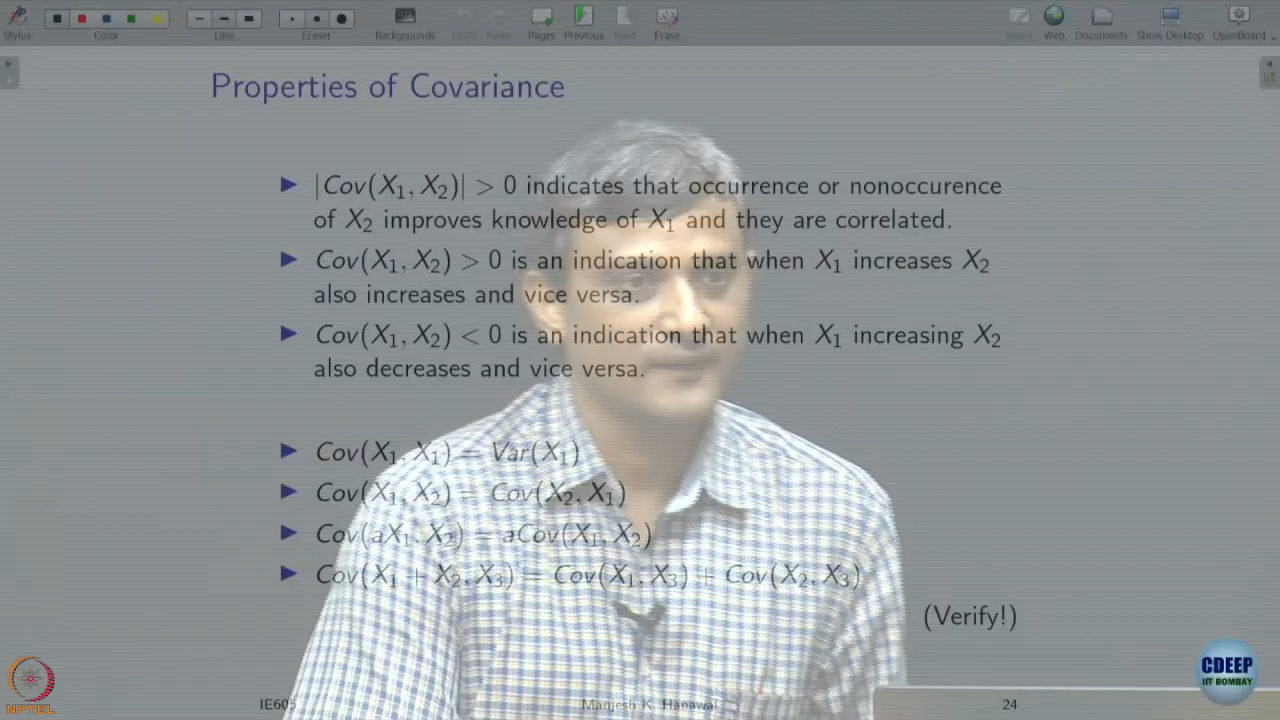 Stylus Color Line Eraser Backgrounds Undo Redo Pages Previous Next Erase Board Web Documents Show Desktop OpenBoard
Properties of Covariance
|Cov(X₁, X₂)| > 0 indicates that occurrence or nonoccurence
of X₂ improves knowledge of X₁ and they are correlated.
Cov(X₁, X₂) > 0 is an indication that when X₁ increases X₂
also increases and vice versa.
Cov(X₁, X₂) < 0 is an indication that when X₁ increasing X₂
also decreases and vice versa.
Cov(X₁, X₁) = Var(X₁)
Cov(X₁, X₂) = Cov(X₂, X₁)
Cov(aX₁, X₂) = aCov(X₁, X₂)
Cov(X₁ + X₂, X₃) = Cov(X₁, X₃) + Cov(X₂, X₃)
(Verify!)
CDEEP
IIT BOMBAY
NPTEL
IE605 Manjesh K. Hanawal 24